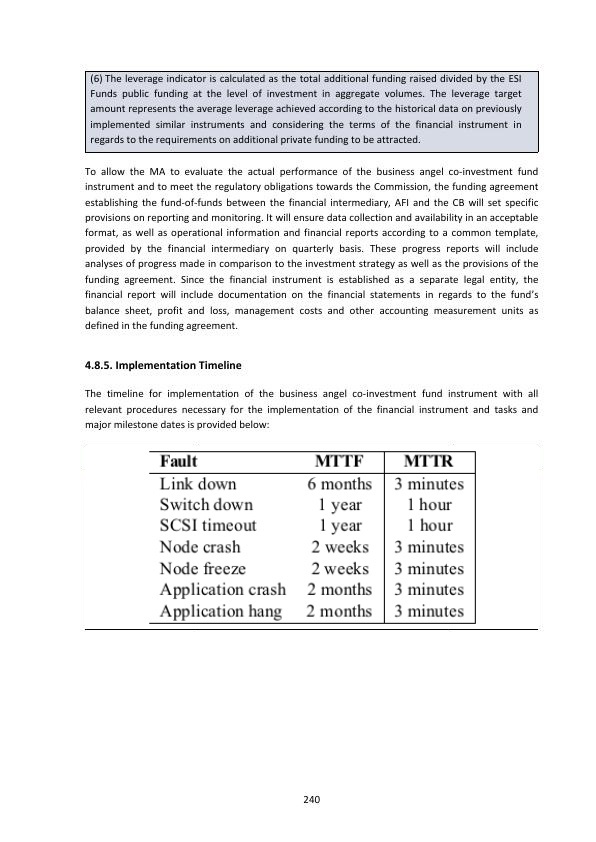 (6) The leverage indicator is calculated as the total additional funding raised divided by the ESI
Funds public funding at the level of investment in aggregate volumes. The leverage target
amount represents the average leverage achieved according to the historical data on previously
implemented similar instruments and considering the terms of the financial instrument in
regards to the requirements on additional private funding to be attracted.
To allow the MA to evaluate the actual performance of the business angel co-investment fund
instrument and to meet the regulatory obligations towards the Commission, the funding agreement
establishing the fund-of-funds between the financial intermediary, AFI and the CB will set specific
provisions on reporting and monitoring. It will ensure data collection and availability in an acceptable
format, as well as operational information and financial reports according to a common template,
provided by the financial intermediary on quarterly basis. These progress reports will include
analyses of progress made in comparison to the investment strategy as well as the provisions of the
funding agreement. Since the financial instrument is established as a separate legal entity, the
financial report will include documentation on the financial statements in regards to the fund's
balance sheet, profit and loss, management costs and other accounting measurement units as
defined in the funding agreement.
4.8.5. Implementation Timeline
The timeline for implementation of the business angel co-investment fund instrument with all
relevant procedures necessary for the implementation of the financial instrument and tasks and
major milestone dates is provided below:
Fault MTTF MTTR
Link down 6 months 3 minutes
Switch down 1 year 1 hour
SCSI timeout 1 year 1 hour
Node crash 2 weeks 3 minutes
Node freeze 2 weeks 3 minutes
Application crash 2 months 3 minutes
Application hang 2 months 3 minutes
240